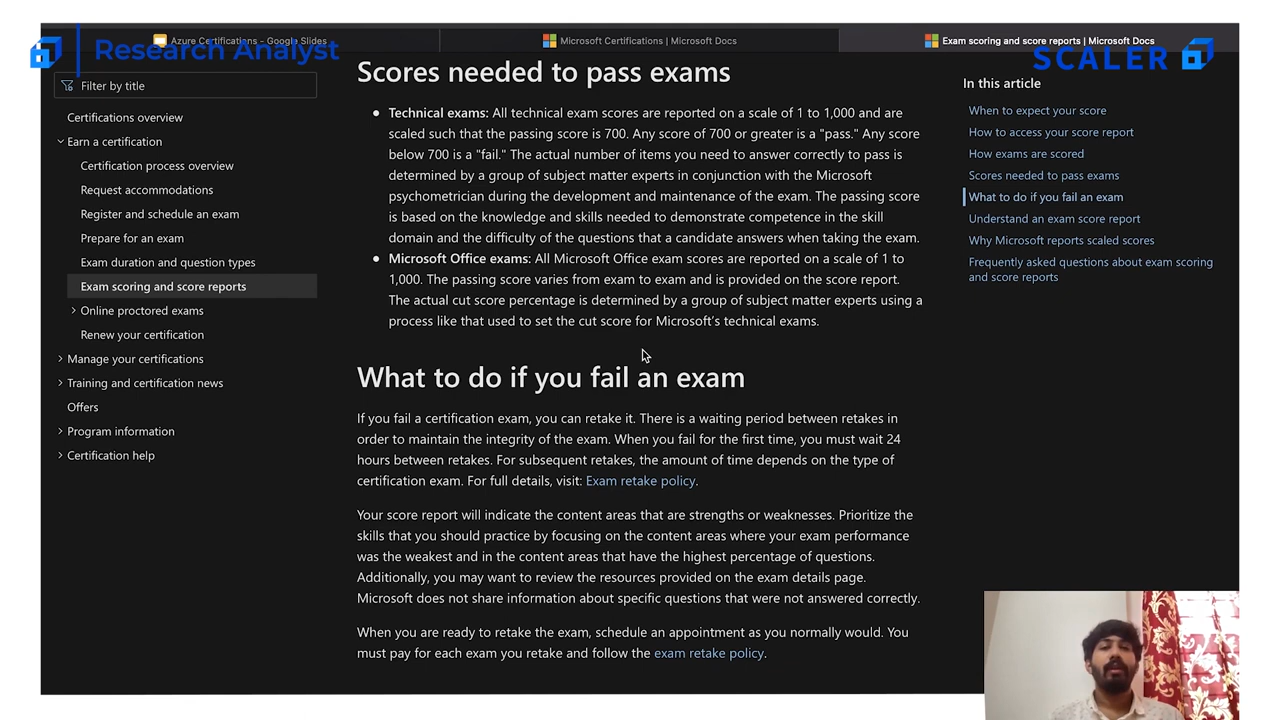 Azure Certifications - Google Slides
Microsoft Certifications | Microsoft Docs
Exam scoring and score reports | Microsoft Docs
Research Analyst
SCALER
Filter by title
Certifications overview
Earn a certification
Certification process overview
Request accommodations
Register and schedule an exam
Prepare for an exam
Exam duration and question types
Exam scoring and score reports
Online proctored exams
Renew your certification
Manage your certifications
Training and certification news
Offers
Program information
Certification help
Scores needed to pass exams
• Technical exams: All technical exam scores are reported on a scale of 1 to 1,000 and are
scaled such that the passing score is 700. Any score of 700 or greater is a "pass." Any score
below 700 is a "fail." The actual number of items you need to answer correctly to pass is
determined by a group of subject matter experts in conjunction with the Microsoft
psychometrician during the development and maintenance of the exam. The passing score
is based on the knowledge and skills needed to demonstrate competence in the skill
domain and the difficulty of the questions that a candidate answers when taking the exam.
• Microsoft Office exams: All Microsoft Office exam scores are reported on a scale of 1 to
1,000. The passing score varies from exam to exam and is provided on the score report.
The actual cut score percentage is determined by a group of subject matter experts using a
process like that used to set the cut score for Microsoft's technical exams.
What to do if you fail an exam
If you fail a certification exam, you can retake it. There is a waiting period between retakes in
order to maintain the integrity of the exam. When you fail for the first time, you must wait 24
hours between retakes. For subsequent retakes, the amount of time depends on the type of
certification exam. For full details, visit: Exam retake policy.
Your score report will indicate the content areas that are strengths or weaknesses. Prioritize the
skills that you should practice by focusing on the content areas where your exam performance
was the weakest and in the content areas that have the highest percentage of questions.
Additionally, you may want to review the resources provided on the exam details page.
Microsoft does not share information about specific questions that were not answered correctly.
When you are ready to retake the exam, schedule an appointment as you normally would. You
must pay for each exam you retake and follow the exam retake policy.
In this article
When to expect your score
How to access your score report
How exams are scored
Scores needed to pass exams
What to do if you fail an exam
Understand an exam score report
Why Microsoft reports scaled scores
Frequently asked questions about exam scoring
and score reports